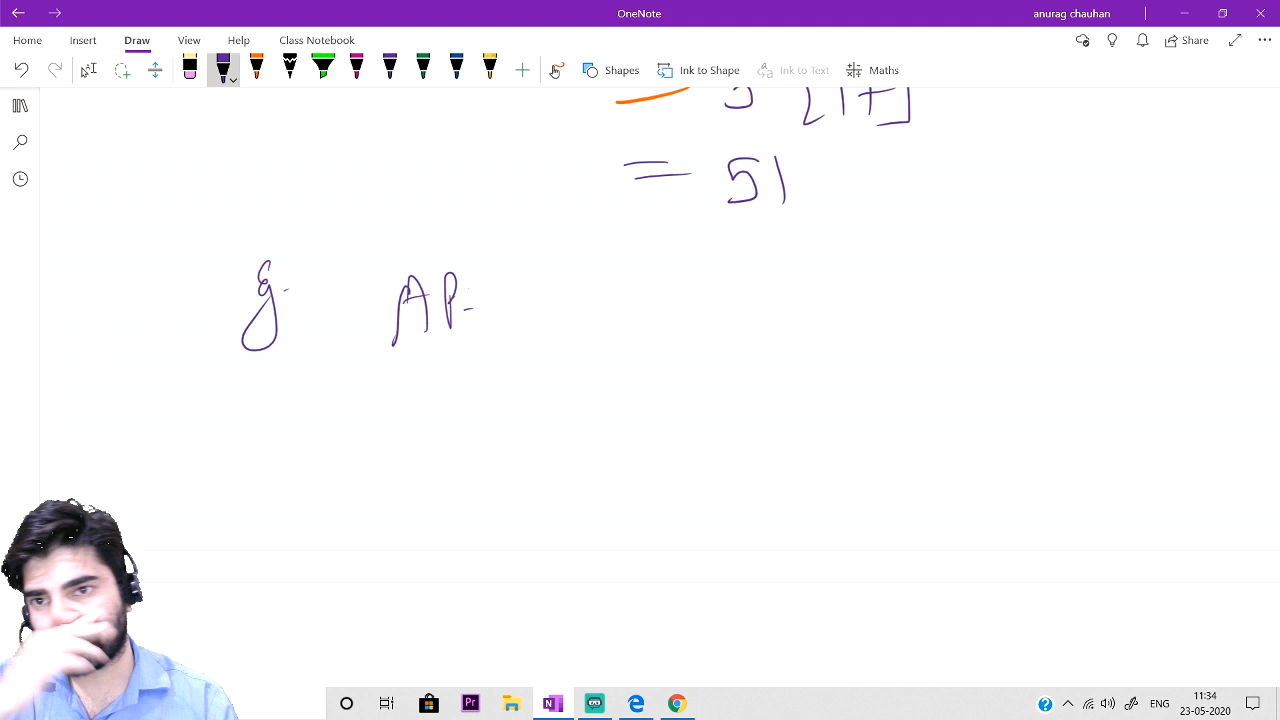 OneNote
anurag chauhan
Home Insert Draw View Help Class Notebook
Share
Shapes Ink to Shape Ink to Text Maths
= 51
AP-
Pr
ENG 11:34
23-05-2020